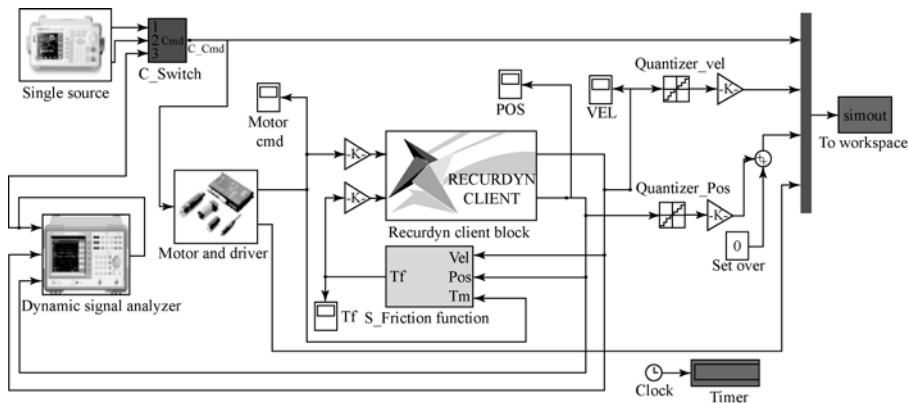 Single source
1
2
3
Cmd
C_Cmd
C_Switch
Motor
cmd
POS
VEL
Quantizer_vel
-K-
simout
To workspace
-K-
-K-
RECURDYN
CLIENT
Recurdyn client block
Quantizer_Pos
-K-
0
Set over
Motor and driver
Dynamic signal analyzer
Tf
Vel
Pos
Tm
Tf
S_Friction function
Clock
Timer